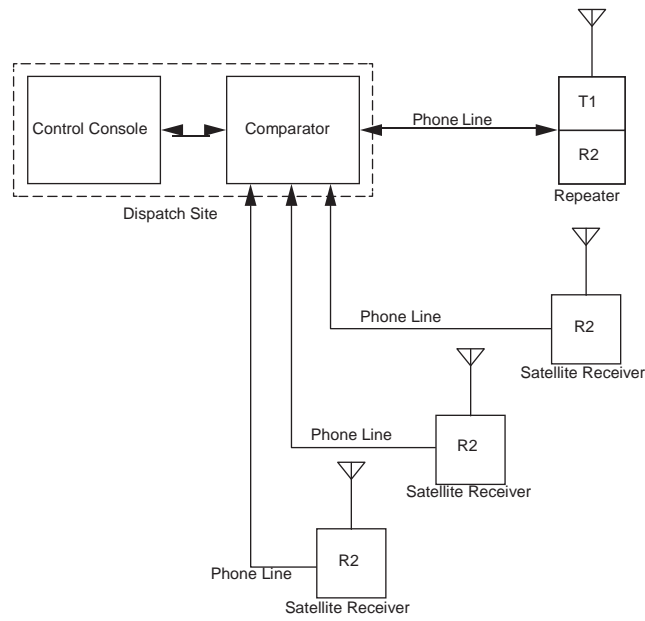 T1
Phone Line
Control Console
Comparator
R2
Repeater
Dispatch Site
Phone Line
R2
Satellite Receiver
Phone Line
R2
Satellite Receiver
R2
Phone Line
Satellite Receiver